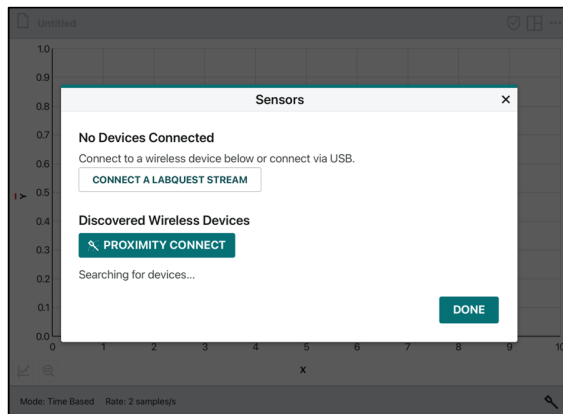 Untitled
1.0
0.9
0.8
0.7
0.6
0.5
0.4
0.3
0.2
0.1
0.0
Y
Sensors
No Devices Connected
Connect to a wireless device below or connect via USB.
CONNECT A LABQUEST STREAM
Discovered Wireless Devices
PROXIMITY CONNECT
Searching for devices...
DONE
0 1 2 3 4 5 6 7 8 9 10
X
Mode: Time Based Rate: 2 samples/s